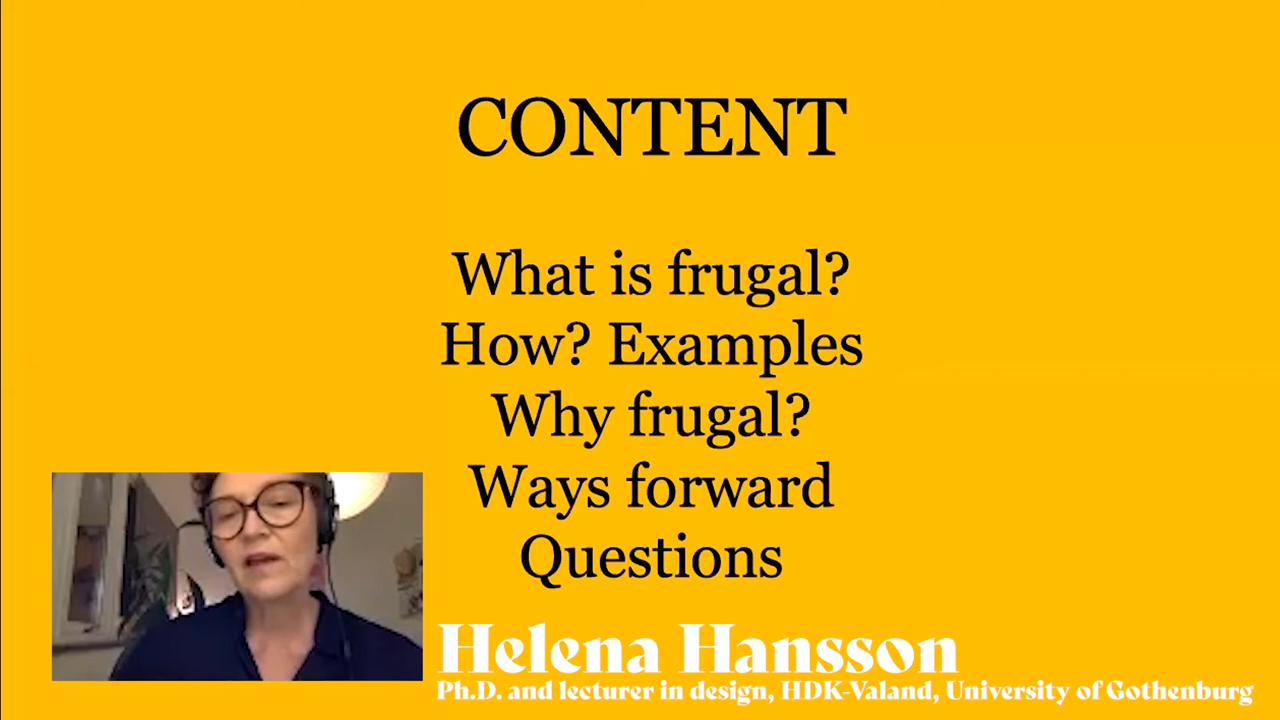 CONTENT
What is frugal?
How? Examples
Why frugal?
Ways forward
Questions
Helena Hansson
Ph.D. and lecturer in design, HDK-Valand, University of Gothenburg